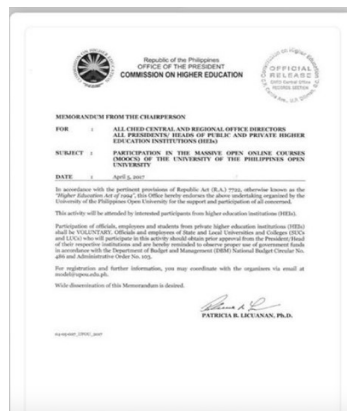 Republic of the Philippines
OFFICE OF THE PRESIDENT
COMMISSION ON HIGHER EDUCATION
OFFICIAL
RELEASE
CHED Central Office
RECORDS SECTION
MEMORANDUM FROM THE CHAIRPERSON
FOR : ALL CHED CENTRAL AND REGIONAL OFFICE DIRECTORS
ALL PRESIDENTS/ HEADS OF PUBLIC AND PRIVATE HIGHER
EDUCATION INSTITUTIONS (HEIs)
SUBJECT : PARTICIPATION IN THE MASSIVE OPEN ONLINE COURSES
(MOOCS) OF THE UNIVERSITY OF THE PHILIPPINES OPEN
UNIVERSITY
DATE : April 5, 2017
In accordance with the pertinent provisions of Republic Act (R.A.) 7722, otherwise known as the
"Higher Education Act of 1994", this Office hereby endorses the above undertaking organized by the
University of the Philippines Open University for the support and participation of all concerned.
This activity will be attended by interested participants from higher education institutions (HEIs).
Participation of officials, employees and students from private higher education institutions (HEIs)
shall be VOLUNTARY. Officials and employees of State and Local Universities and Colleges (SUCs
and LUCs) who will participate in this activity should obtain prior approval from the President/Head
of their respective institutions and are hereby reminded to observe proper use of government funds
in accordance with the Department of Budget and Management (DBM) National Budget Circular No.
486 and Administrative Order No. 103.
For registration and further information, you may coordinate with the organizers via email at
model@upou.edu.ph.
Wide dissemination of this Memorandum is desired.
PATRICIA B. LICUANAN, Ph.D.